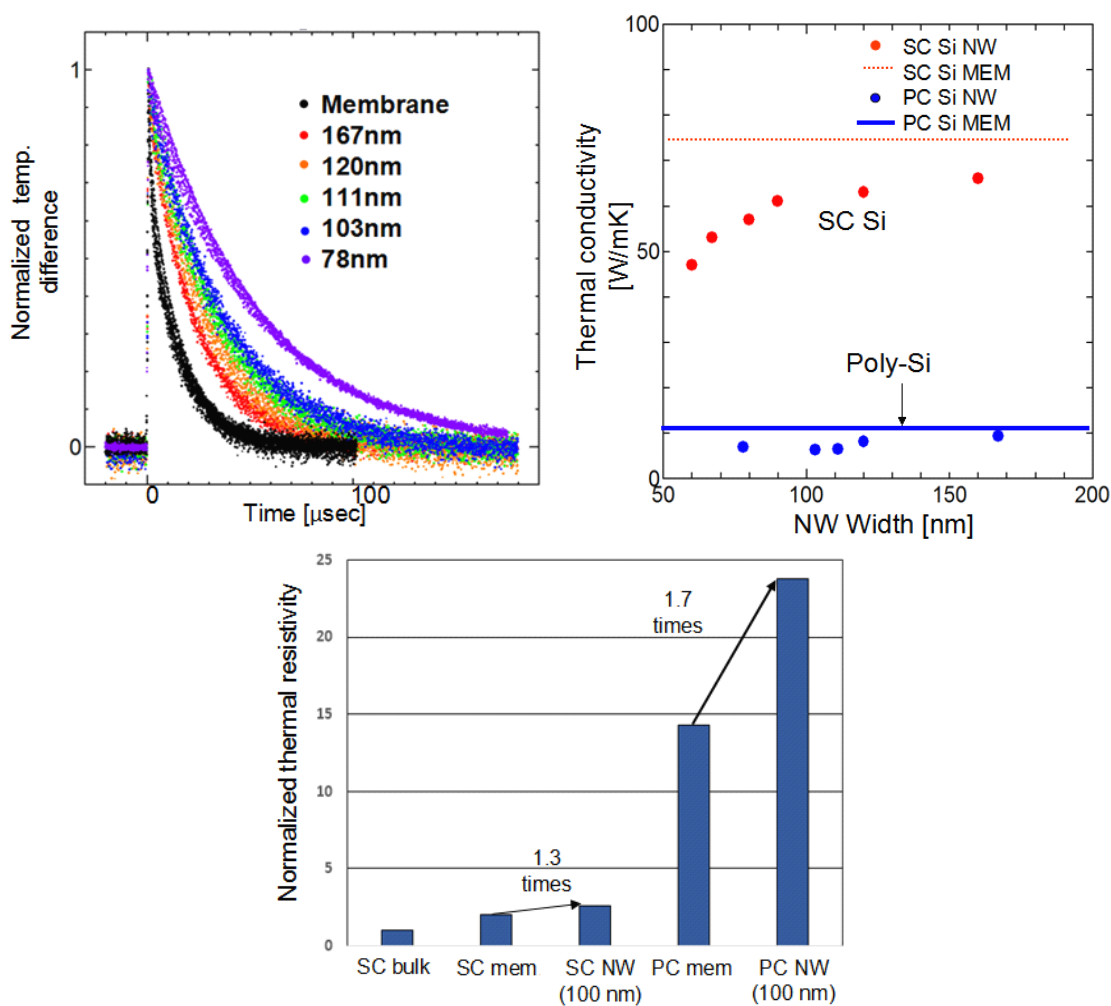 Normalized temp.
difference
1
0
Membrane
167nm
120nm
111nm
103nm
78nm
0
100
Time [μsec]
Thermal conductivity
[W/mK]
100
50
0
SC Si NW
SC Si MEM
PC Si NW
PC Si MEM
SC Si
Poly-Si
50
100
150
200
NW Width [nm]
Normalized thermal resistivity
25
20
15
10
5
0
1.3
times
1.7
times
SC bulk
SC mem
SC NW
(100 nm)
PC mem
PC NW
(100 nm)